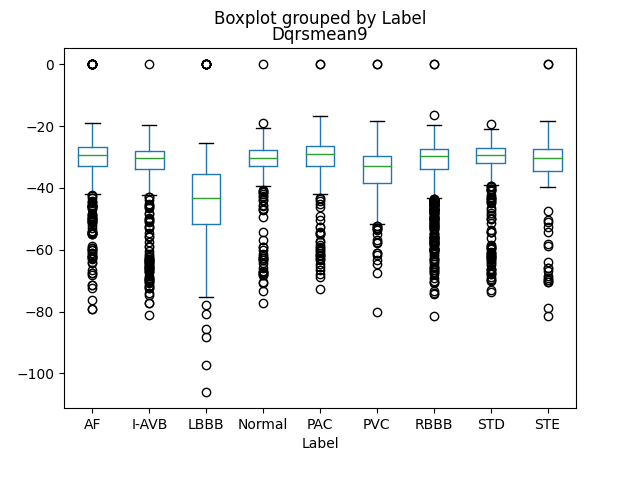 Boxplot grouped by Label
Dqrsmean9
0
−20
−40
−60
−80
−100
AF I-AVB LBBB Normal PAC PVC RBBB STD STE
Label